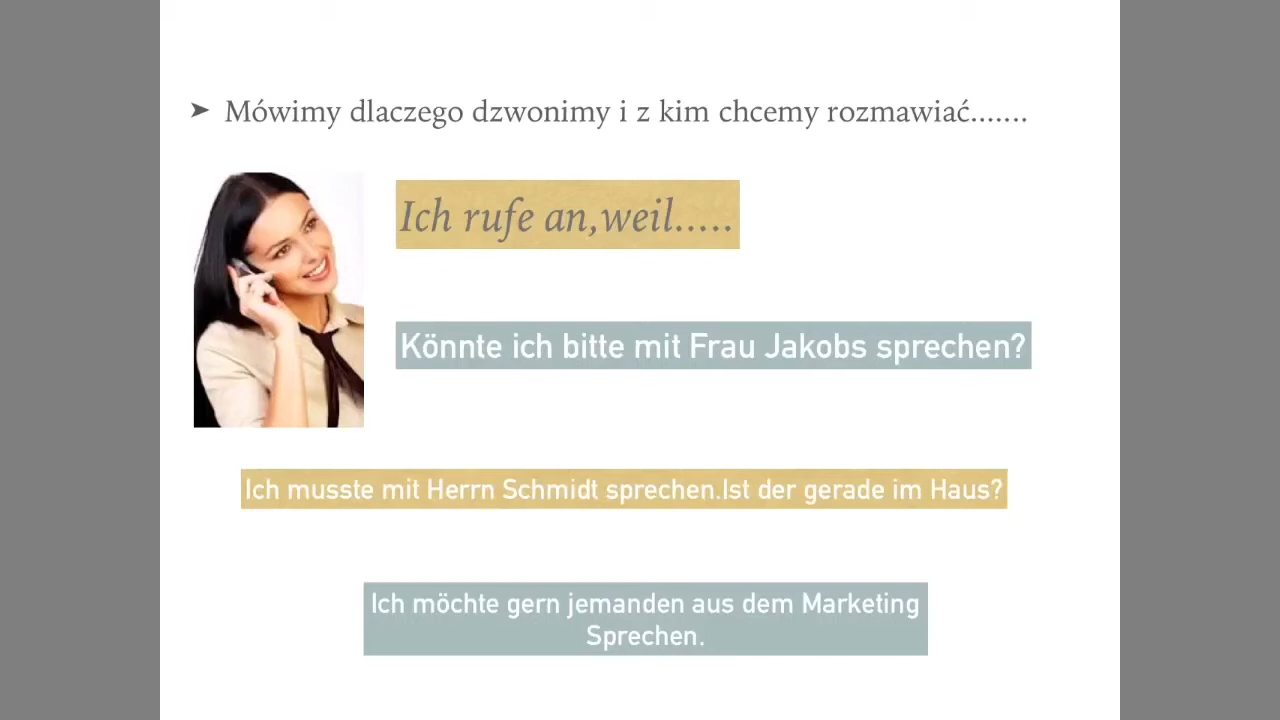 ➤ Mówimy dlaczego dzwonimy i z kim chcemy rozmawiać.......
Ich rufe an,weil.....
Könnte ich bitte mit Frau Jakobs sprechen?
Ich musste mit Herrn Schmidt sprechen.Ist der gerade im Haus?
Ich möchte gern jemanden aus dem Marketing
Sprechen.